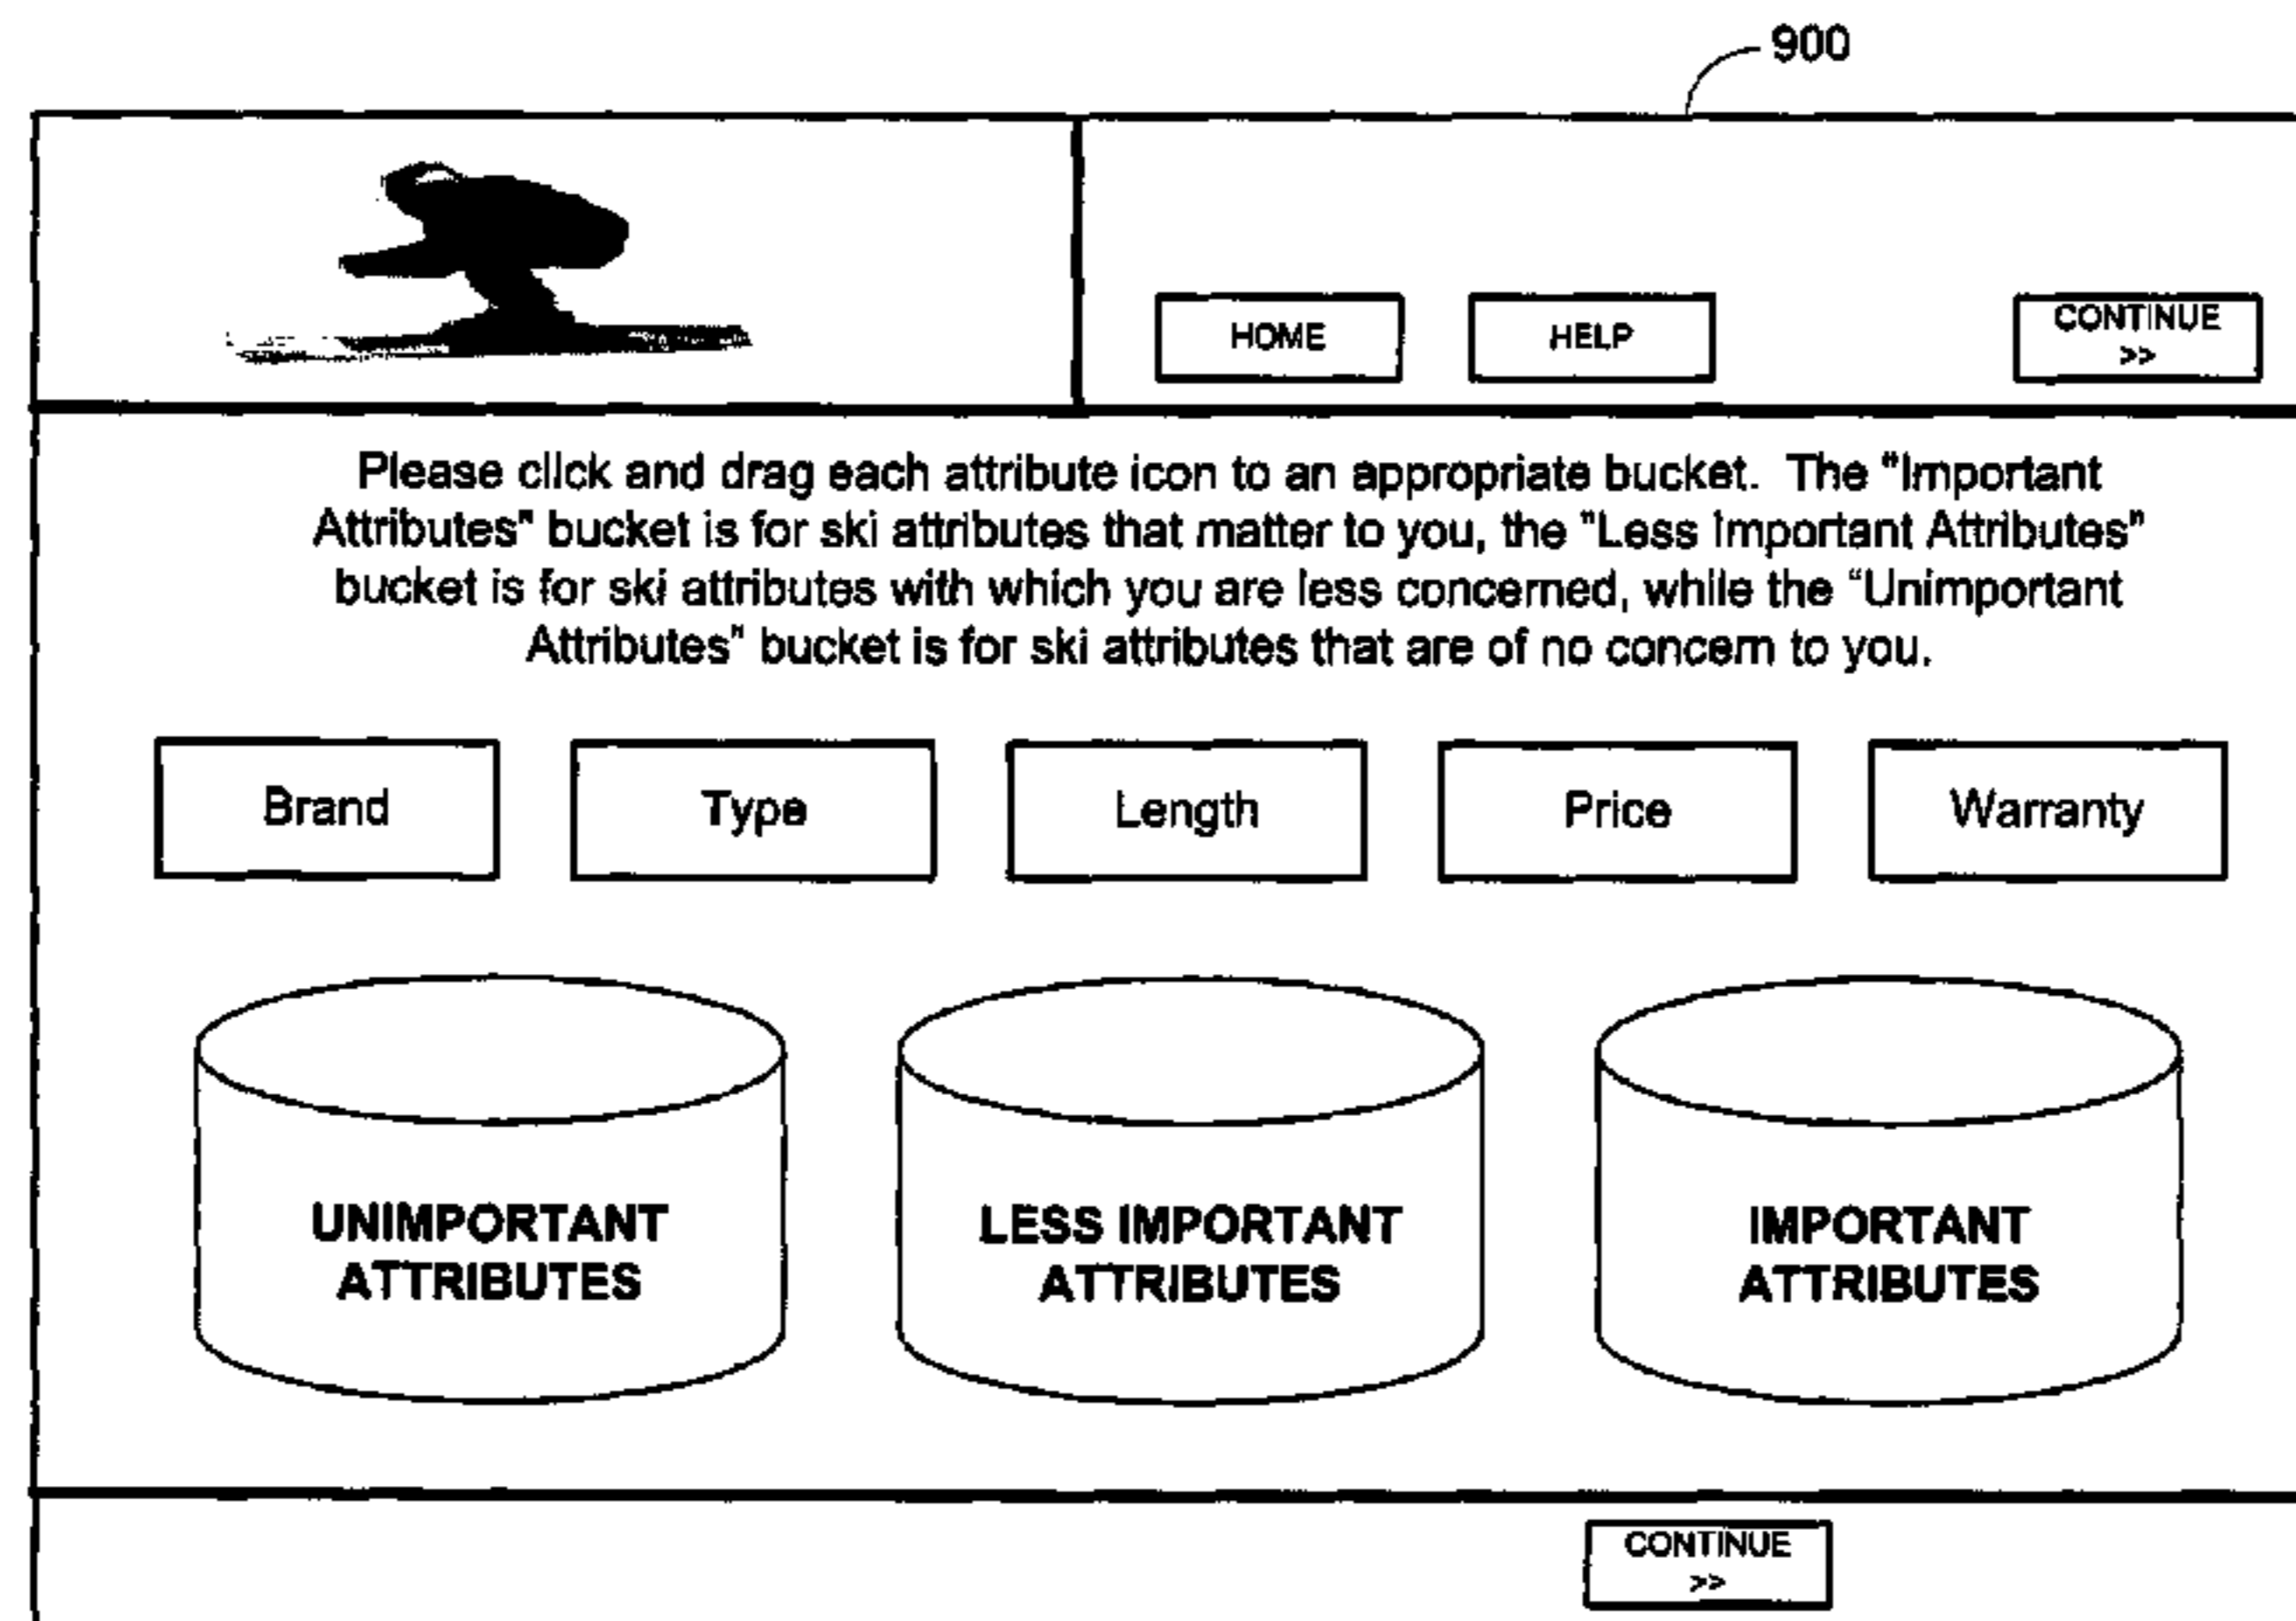 900
HOME
HELP
CONTINUE
>>
Please click and drag each attribute icon to an appropriate bucket. The "Important
Attributes" bucket is for ski attributes that matter to you, the "Less Important Attributes"
bucket is for ski attributes with which you are less concerned, while the "Unimportant
Attributes" bucket is for ski attributes that are of no concern to you.
Brand
Type
Length
Price
Warranty
UNIMPORTANT
ATTRIBUTES
LESS IMPORTANT
ATTRIBUTES
IMPORTANT
ATTRIBUTES
CONTINUE
>>